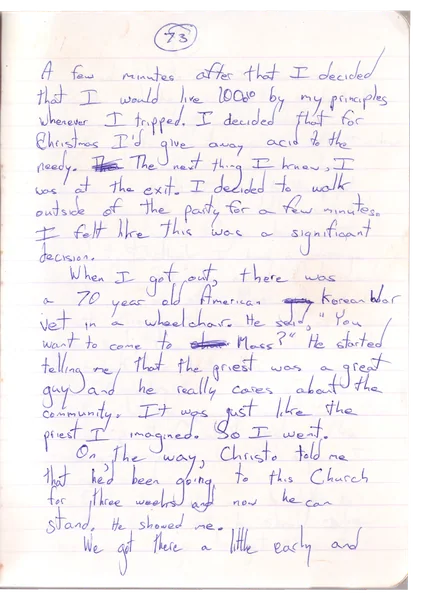 73
A few minutes after that I decided
that I would live 100% by my principles
whenever I tripped. I decided that for
Christmas I'd give away acid to the
needy. The next thing I knew, I
was at the exit. I decided to walk
outside of the party for a few minutes.
I felt like this was a significant
decision.
When I got out, there was
a 70 year old American Korean War
vet in a wheelchair. He said, "You
want to come to Mass?" He started
telling me, that the priest was a great
guy and he really cares about the
community. It was just like the
priest I imagined. So I went.
On the way, Christo told me
that he'd been going to this Church
for three weeks and now he can
stand. He showed me.
We got there a little early and